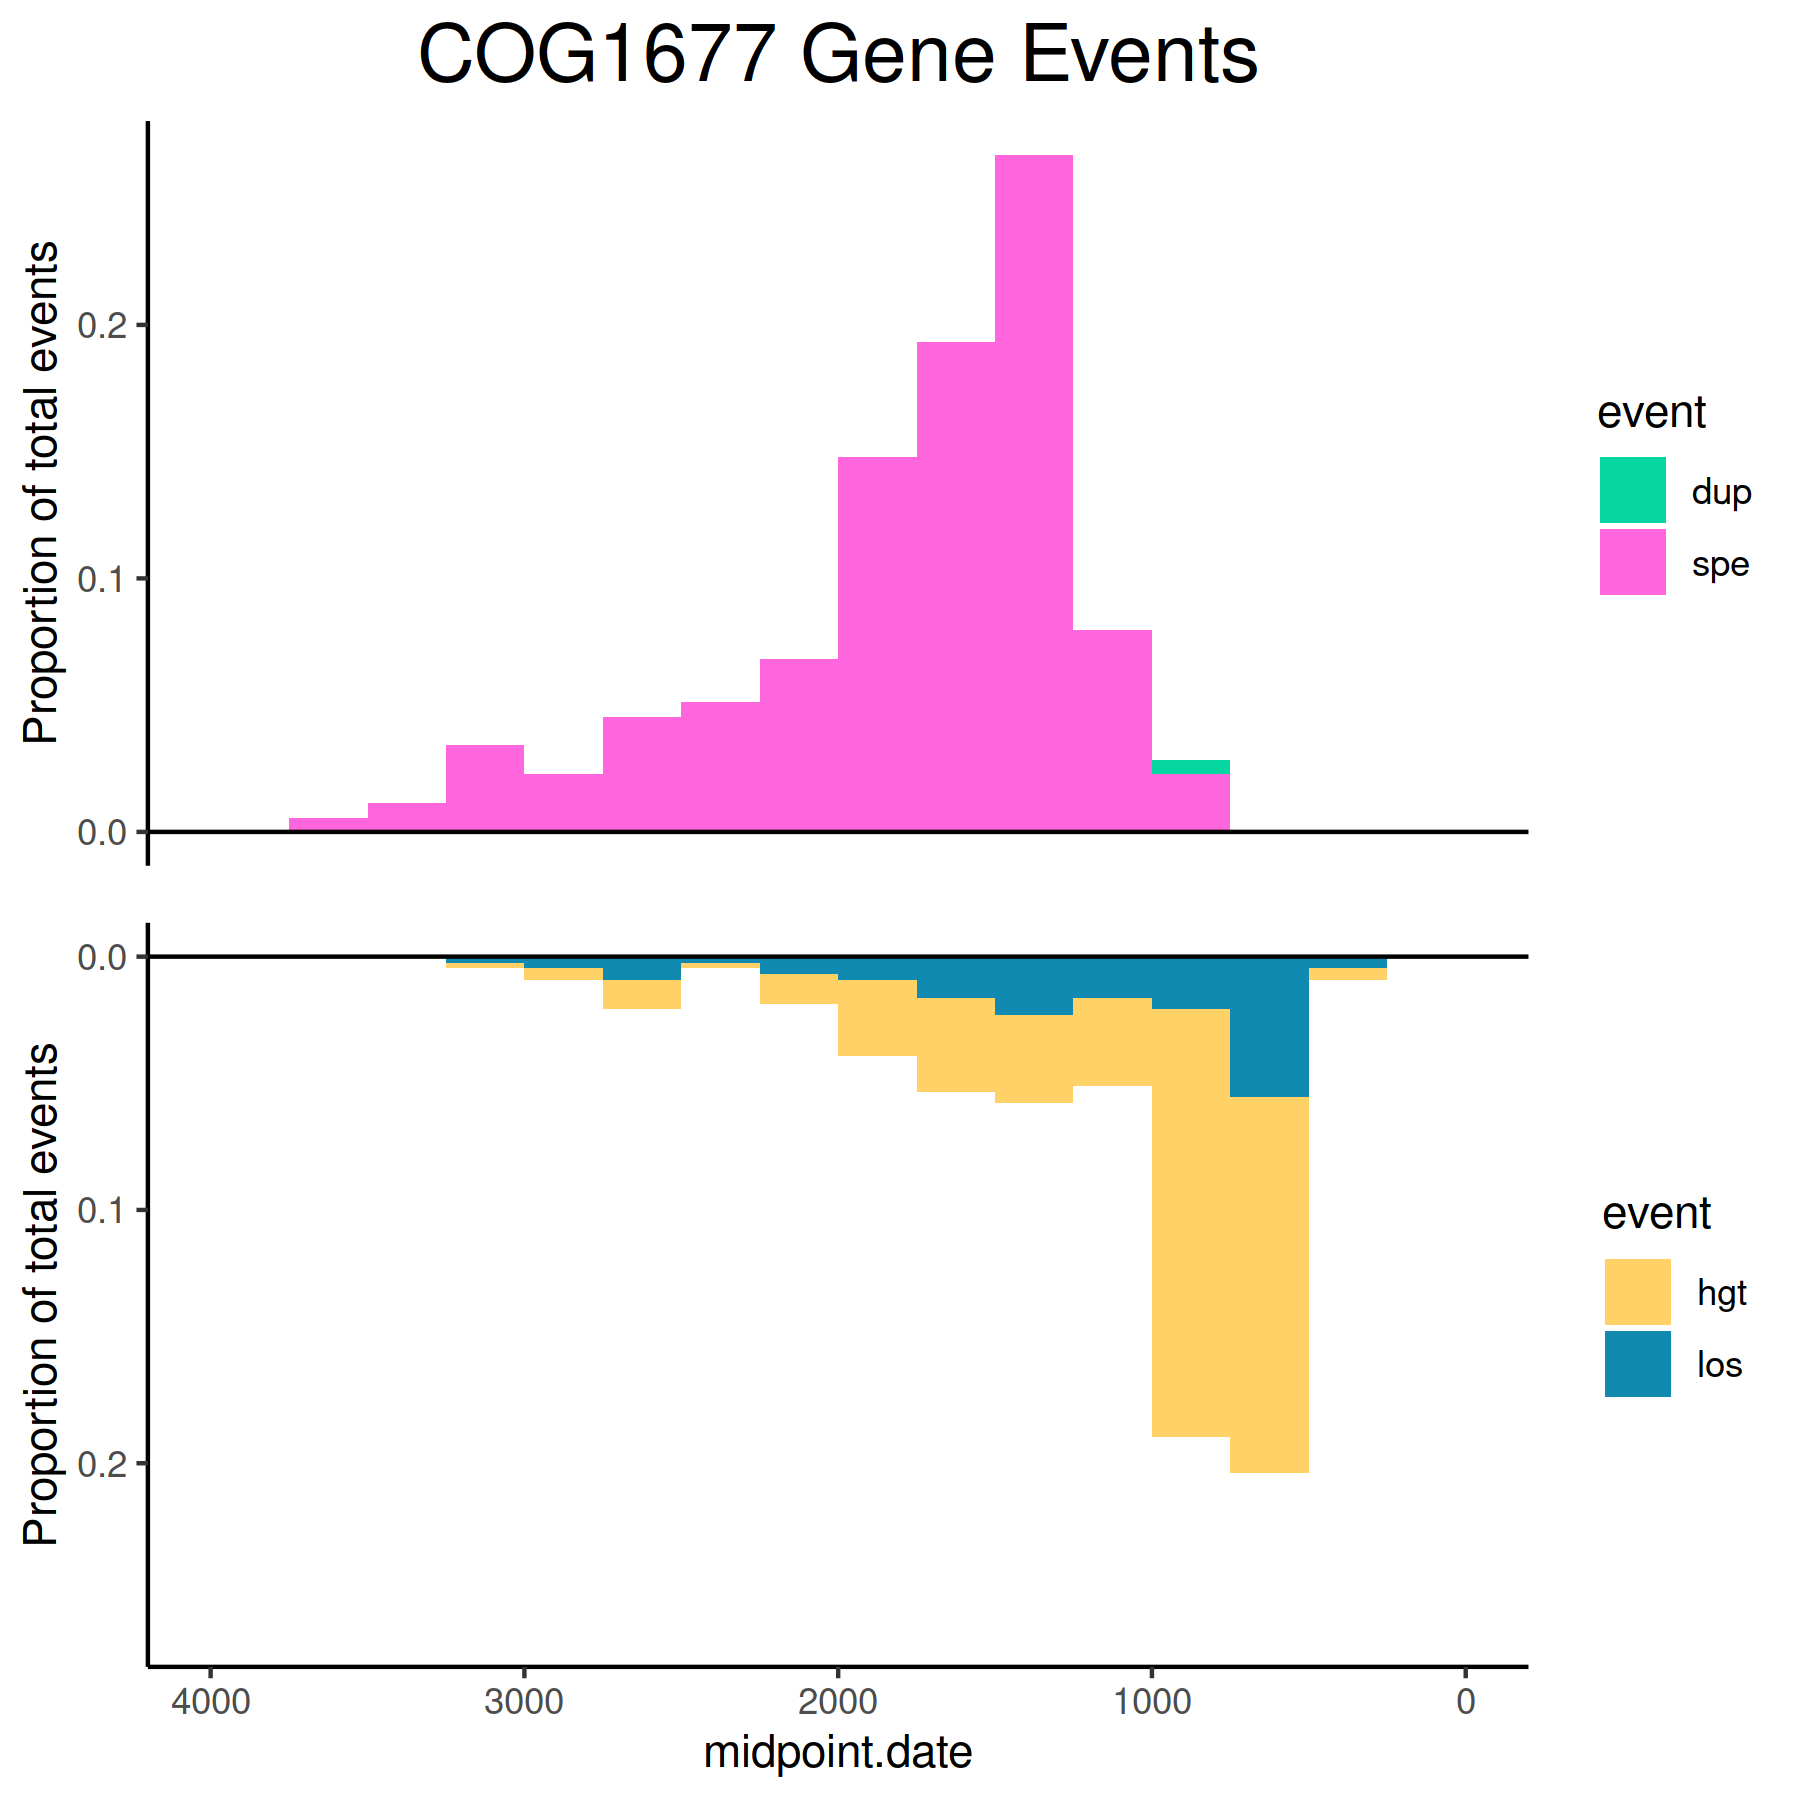 COG1677 Gene Events
Proportion of total events
0.2
0.1
0.0
event
dup
spe
Proportion of total events
0.0
0.1
0.2
event
hgt
los
4000 3000 2000 1000 0
midpoint.date